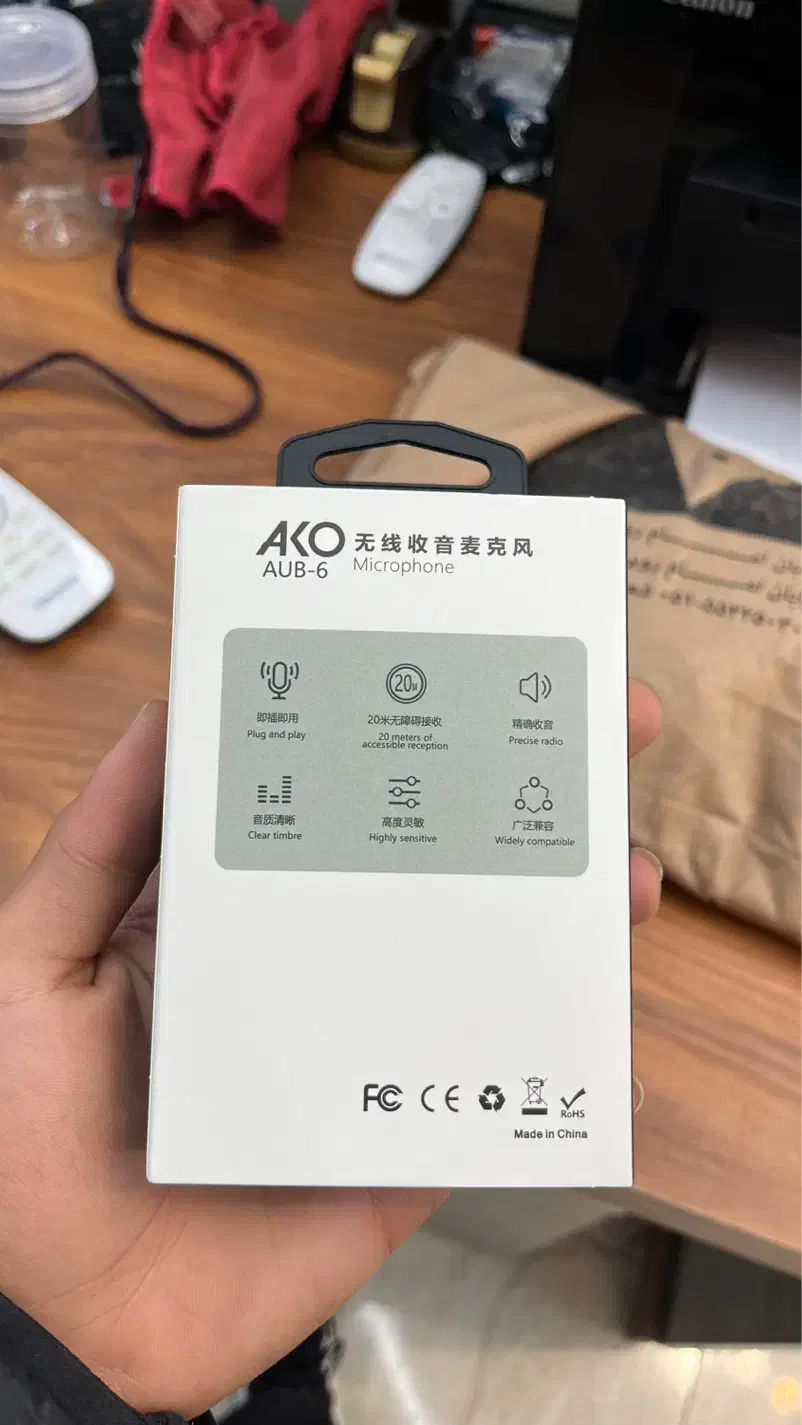 Canon
AKO 无线收音麦克风
AUB-6 Microphone
即插即用
Plug and play
20M
20米无障碍接收
20 meters of
accessible reception
精确收音
Precise radio
音质清晰
Clear timbre
高度灵敏
Highly sensitive
广泛兼容
Widely compatible
FC CE
RoHS
Made in China